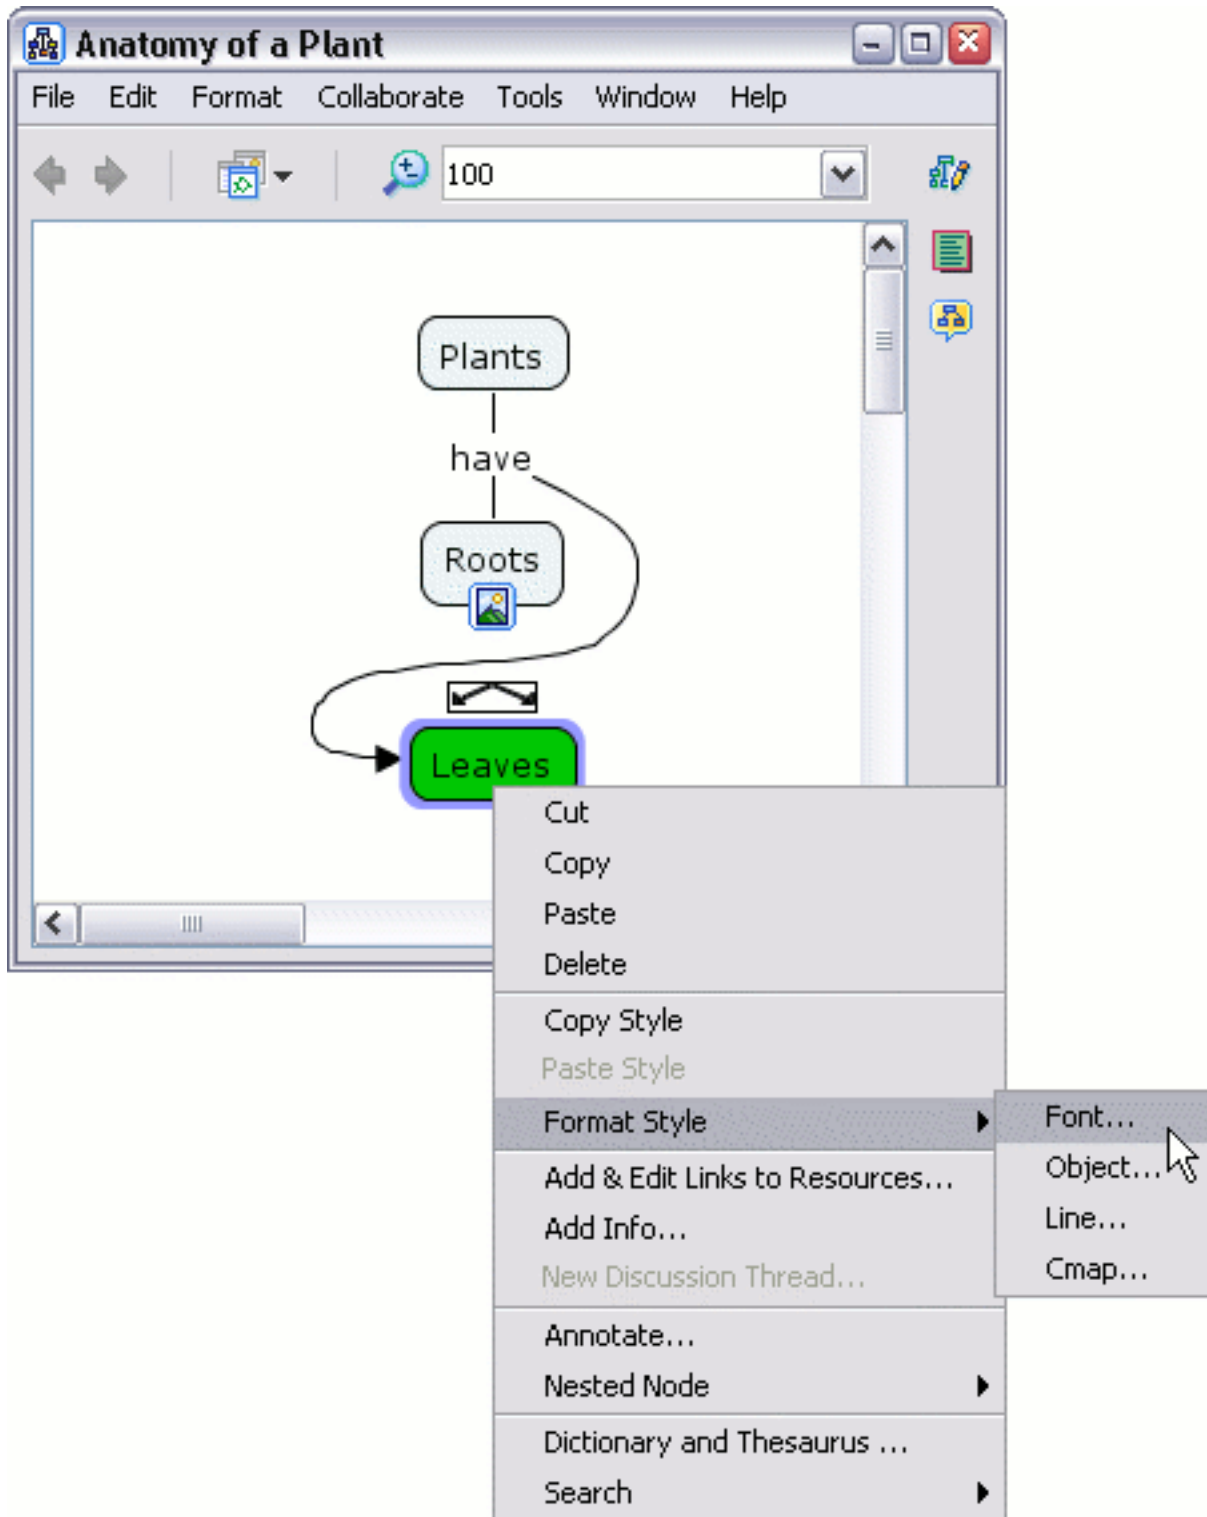 Anatomy of a Plant
File Edit Format Collaborate Tools Window Help
100
Plants
have
Roots
Leaves
Cut
Copy
Paste
Delete
Copy Style
Paste Style
Format Style
Font...
Object...
Line...
Cmap...
Add & Edit Links to Resources...
Add Info...
New Discussion Thread...
Annotate...
Nested Node
Dictionary and Thesaurus ...
Search